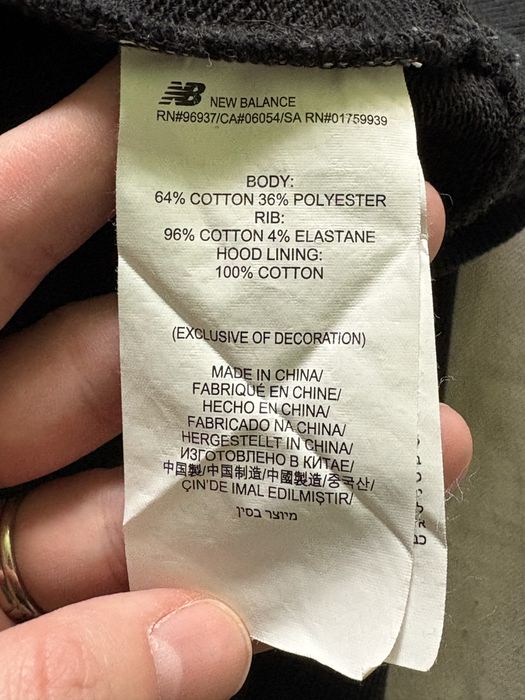 NB NEW BALANCE
RN#96937/CA#06054/SA RN#01759939
BODY:
64% COTTON 36% POLYESTER
RIB:
96% COTTON 4% ELASTANE
HOOD LINING:
100% COTTON
(EXCLUSIVE OF DECORATION)
MADE IN CHINA/
FABRIQUÉ EN CHINE/
HECHO EN CHINA/
FABRICADO NA CHINA/
HERGESTELLT IN CHINA/
ИЗГОТОВЛЕНО В КИТАЕ/
中国製/中国制造/中國製造/중국산/
ÇIN'DE IMAL EDILMIŞTIR/
מיוצר בסין